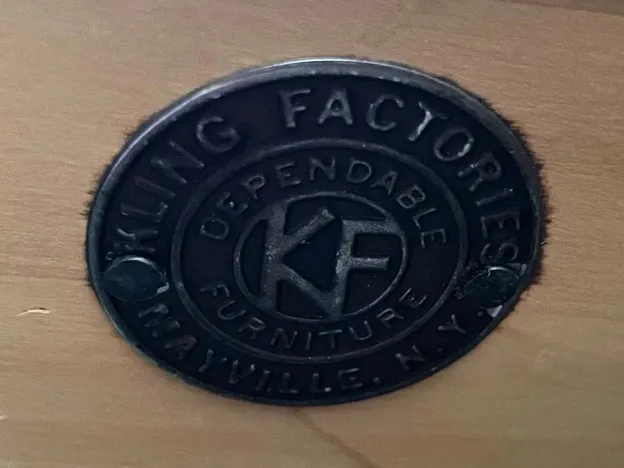 KLING FACTORIES
DEPENDABLE
KF
FURNITURE
MAYVILLE, N.Y.